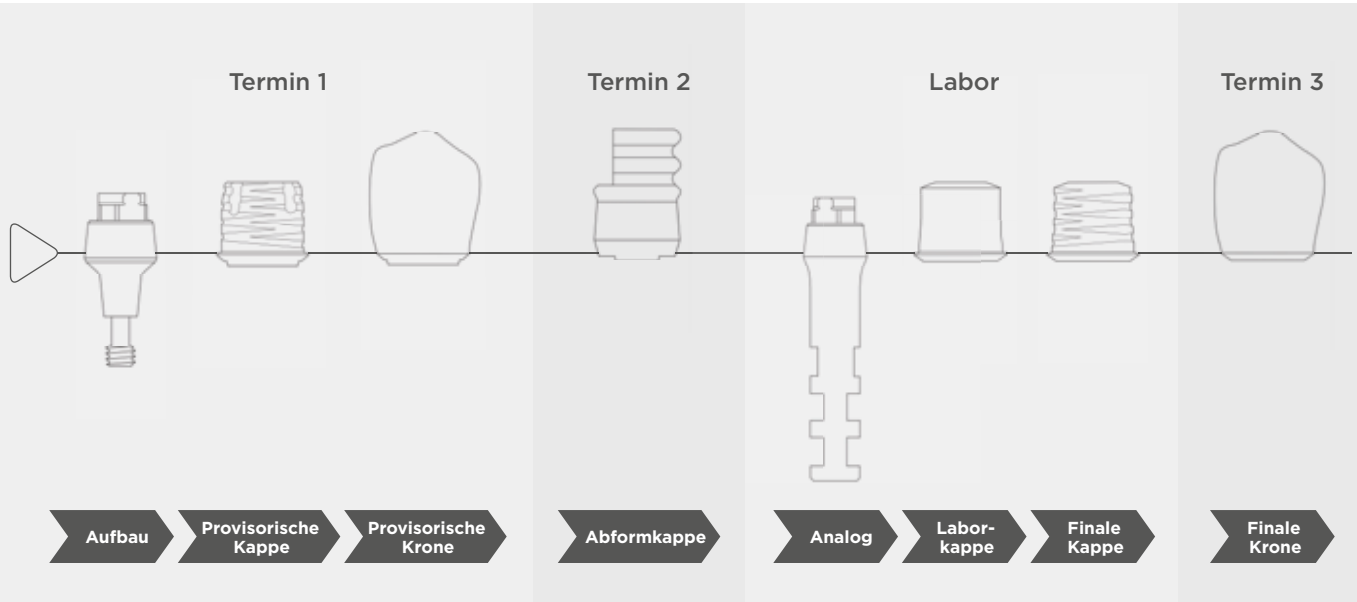 Termin 1
Termin 2
Labor
Termin 3
Aufbau
Provisorische
Kappe
Provisorische
Krone
Abformkappe
Analog
Labor-
kappe
Finale
Kappe
Finale
Krone